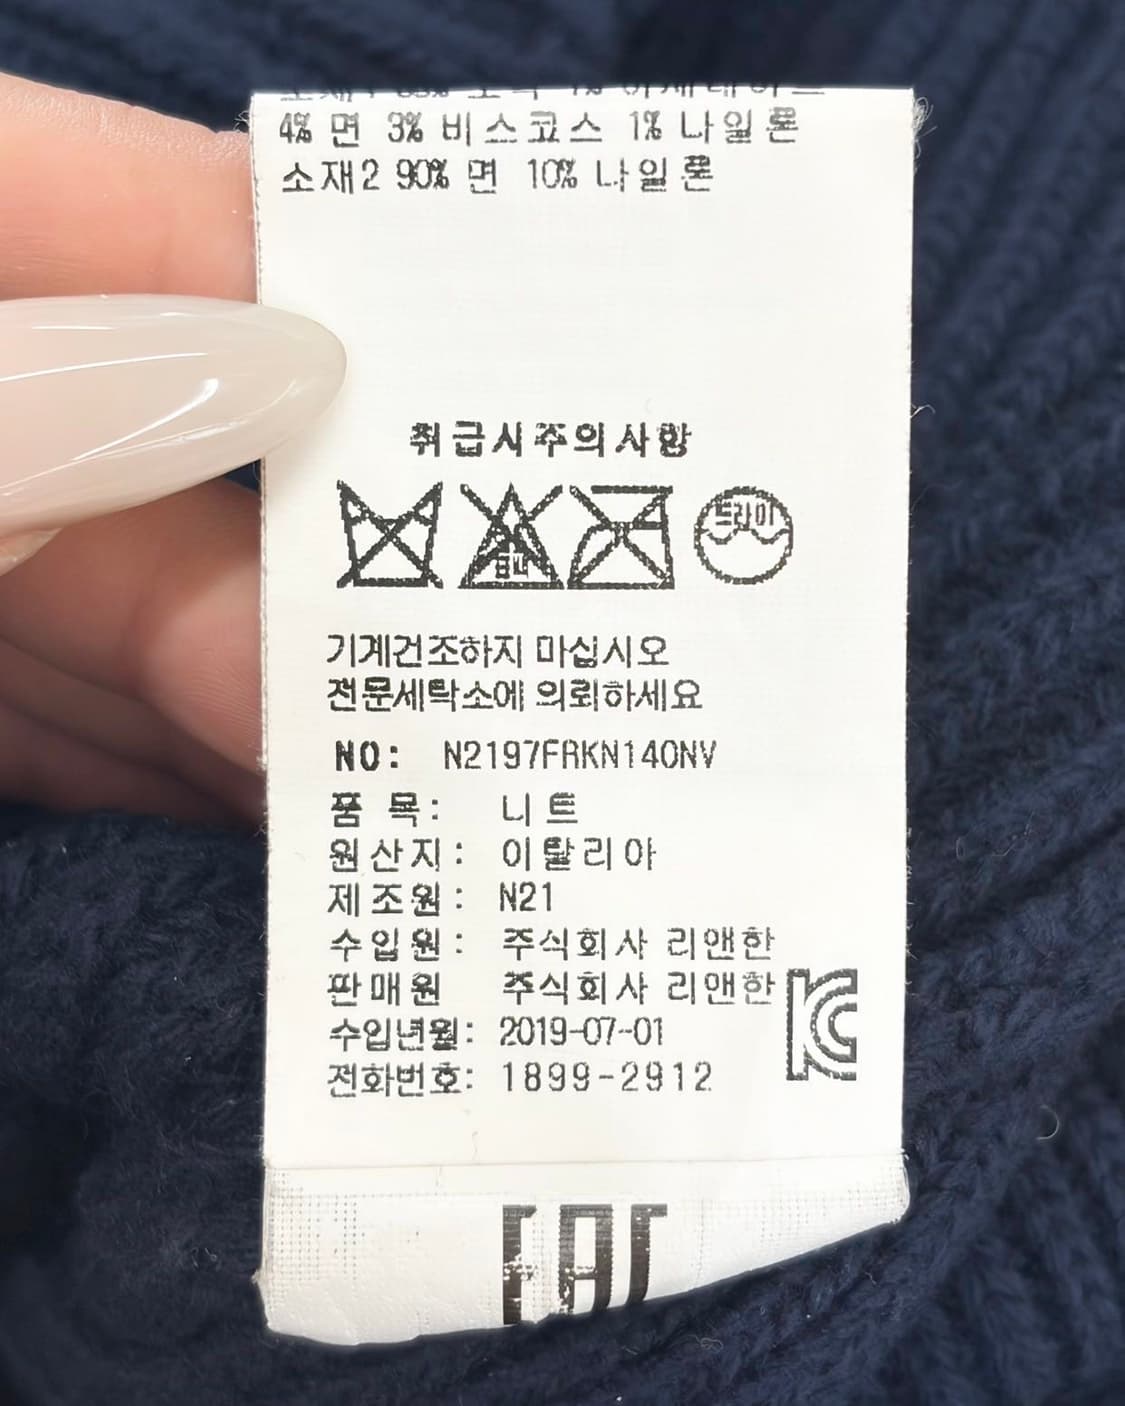 4% 면 3% 비스코스 1% 나일론
소재2 90% 면 10% 나일론
취급시주의사항
드라이
기계건조하지 마십시오
전문세탁소에 의뢰하세요
NO: N2197FRKN140NV
품 목: 니트
원산지: 이탈리아
제조원: N21
수입원: 주식회사 리앤한
판매원 주식회사 리앤한
수입년월: 2019-07-01
전화번호: 1899-2912
EAC